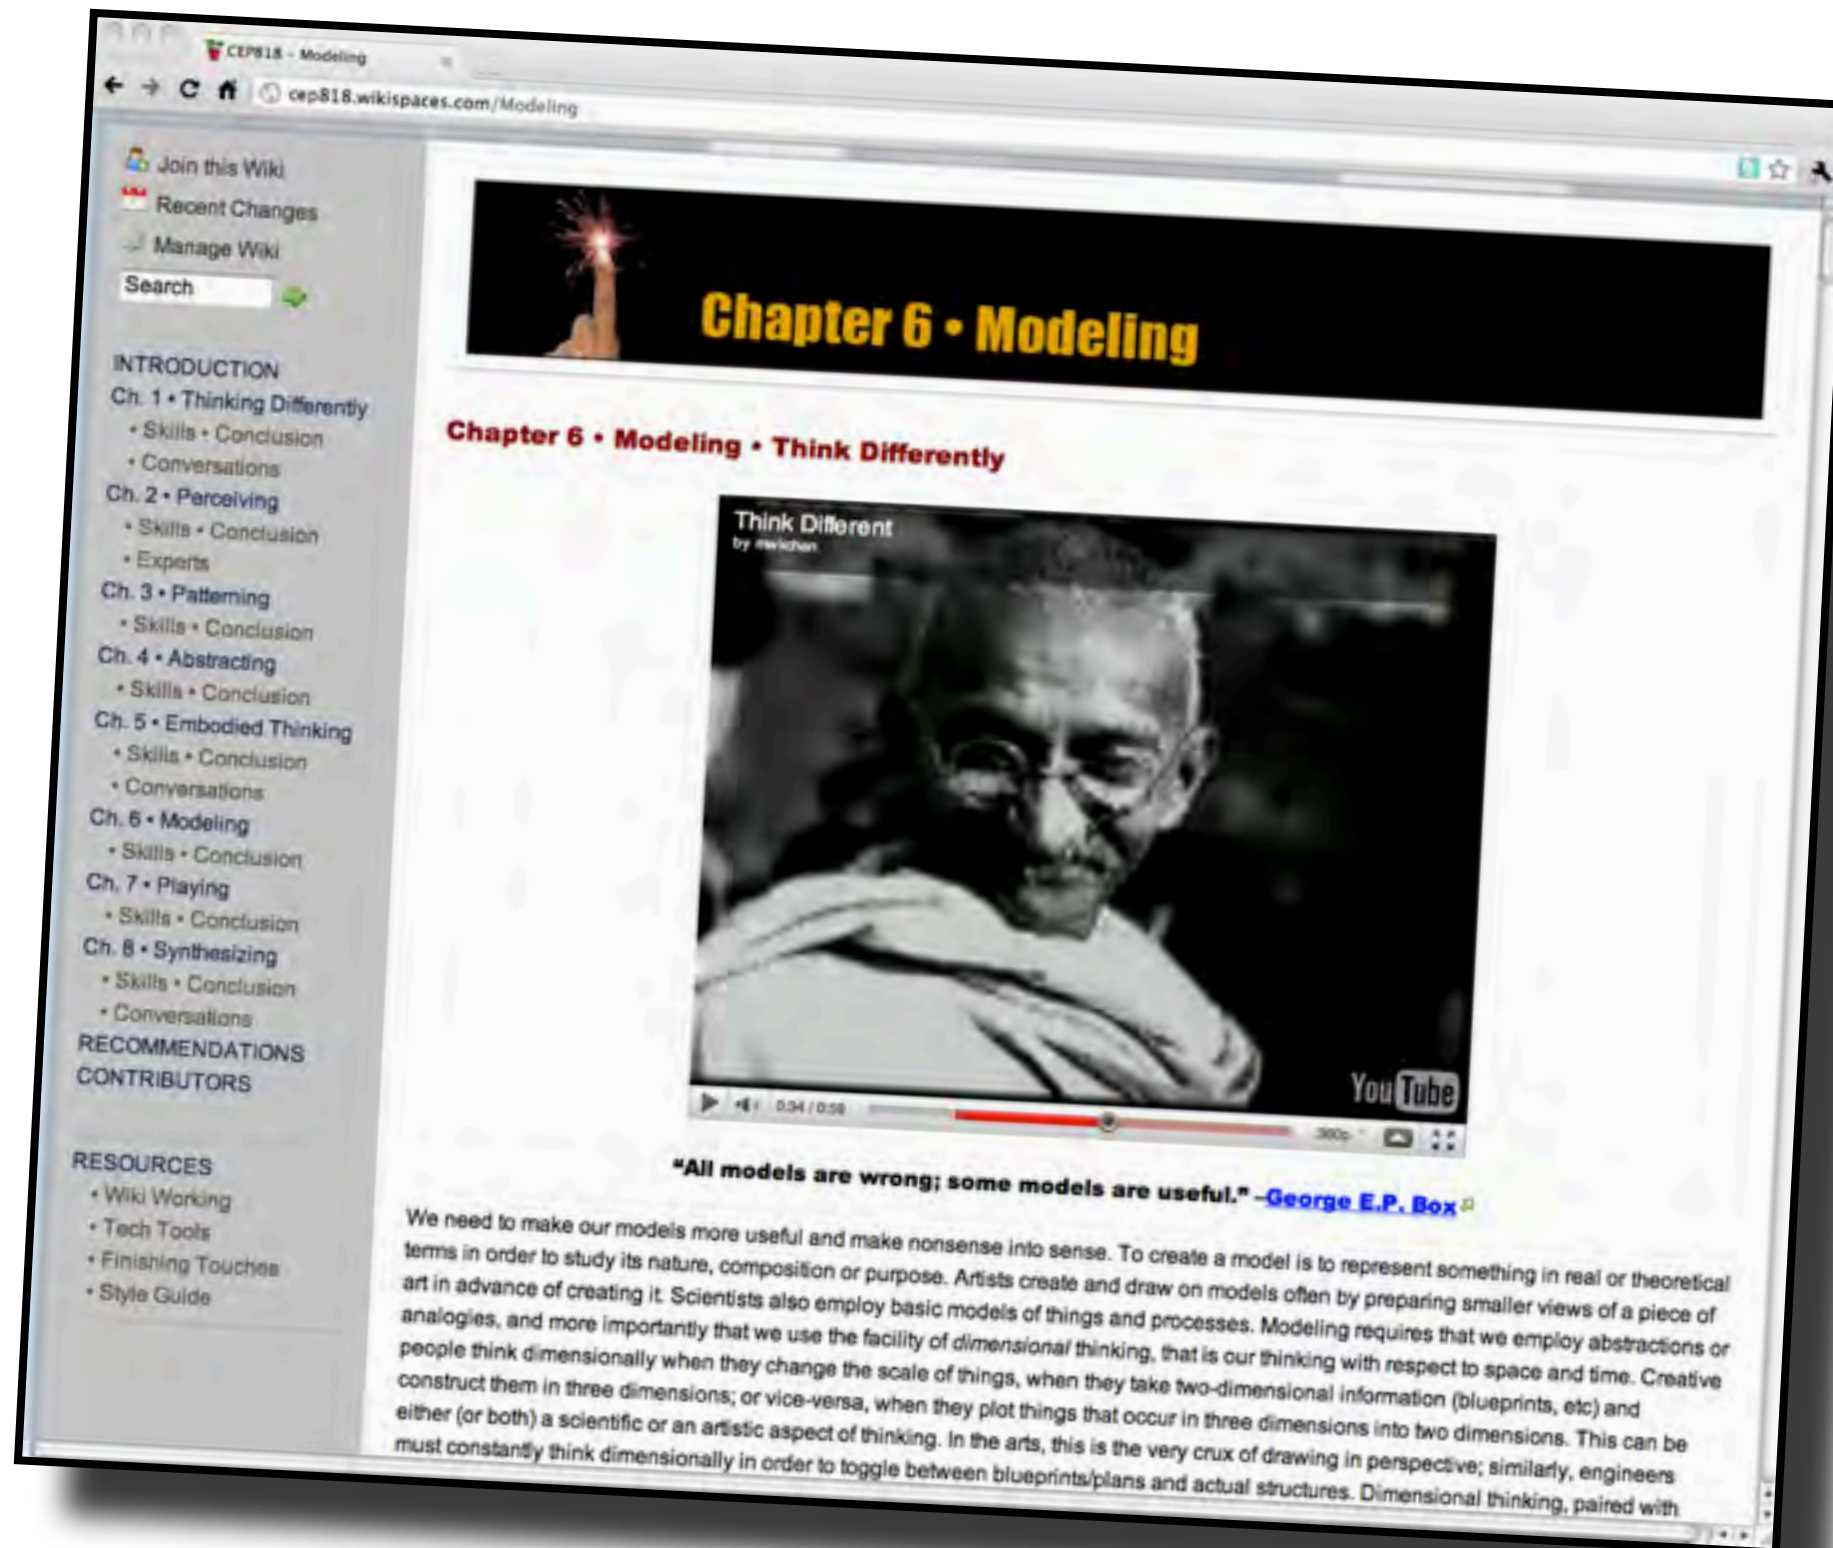 CEP818 - Modeling
cep818.wikispaces.com/Modeling
Join this Wiki
Recent Changes
Manage Wiki
Search
INTRODUCTION
Ch. 1 • Thinking Differently
• Skills • Conclusion
• Conversations
Ch. 2 • Perceiving
• Skills • Conclusion
• Experts
Ch. 3 • Patterning
• Skills • Conclusion
Ch. 4 • Abstracting
• Skills • Conclusion
Ch. 5 • Embodied Thinking
• Skills • Conclusion
• Conversations
Ch. 6 • Modeling
• Skills • Conclusion
Ch. 7 • Playing
• Skills • Conclusion
Ch. 8 • Synthesizing
• Skills • Conclusion
• Conversations
RECOMMENDATIONS
CONTRIBUTORS
RESOURCES
• Wiki Working
• Tech Tools
• Finishing Touches
• Style Guide
Chapter 6 • Modeling
Chapter 6 • Modeling • Think Differently
Think Different
by
YouTube
0:34 / 0:59
360p
“All models are wrong; some models are useful.” –George E.P. Box
We need to make our models more useful and make nonsense into sense. To create a model is to represent something in real or theoretical
terms in order to study its nature, composition or purpose. Artists create and draw on models often by preparing smaller views of a piece of
art in advance of creating it. Scientists also employ basic models of things and processes. Modeling requires that we employ abstractions or
analogies, and more importantly that we use the facility of dimensional thinking, that is our thinking with respect to space and time. Creative
people think dimensionally when they change the scale of things, when they take two-dimensional information (blueprints, etc) and
construct them in three dimensions; or vice-versa, when they plot things that occur in three dimensions into two dimensions. This can be
either (or both) a scientific or an artistic aspect of thinking. In the arts, this is the very crux of drawing in perspective; similarly, engineers
must constantly think dimensionally in order to toggle between blueprints/plans and actual structures. Dimensional thinking, paired with